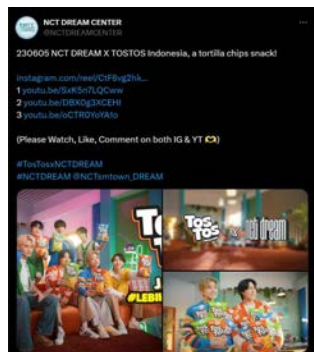 NCT DREAM CENTER
@NCTDREAMCENTER
230605 NCT DREAM X TOSTOS Indonesia, a tortilla chips snack!
instagram.com/reel/CtF8vg2hk...
1 youtu.be/SxK5n7LQCww
2 youtu.be/DBX0g3XCEHI
3 youtu.be/oCTR0YoYA1o
(Please Watch, Like, Comment on both IG & YT 🫶)
#TosTosxNCTDREAM
#NCTDREAM @NCTsmtown_DREAM
#LEBI
TOS TOS x nct dream